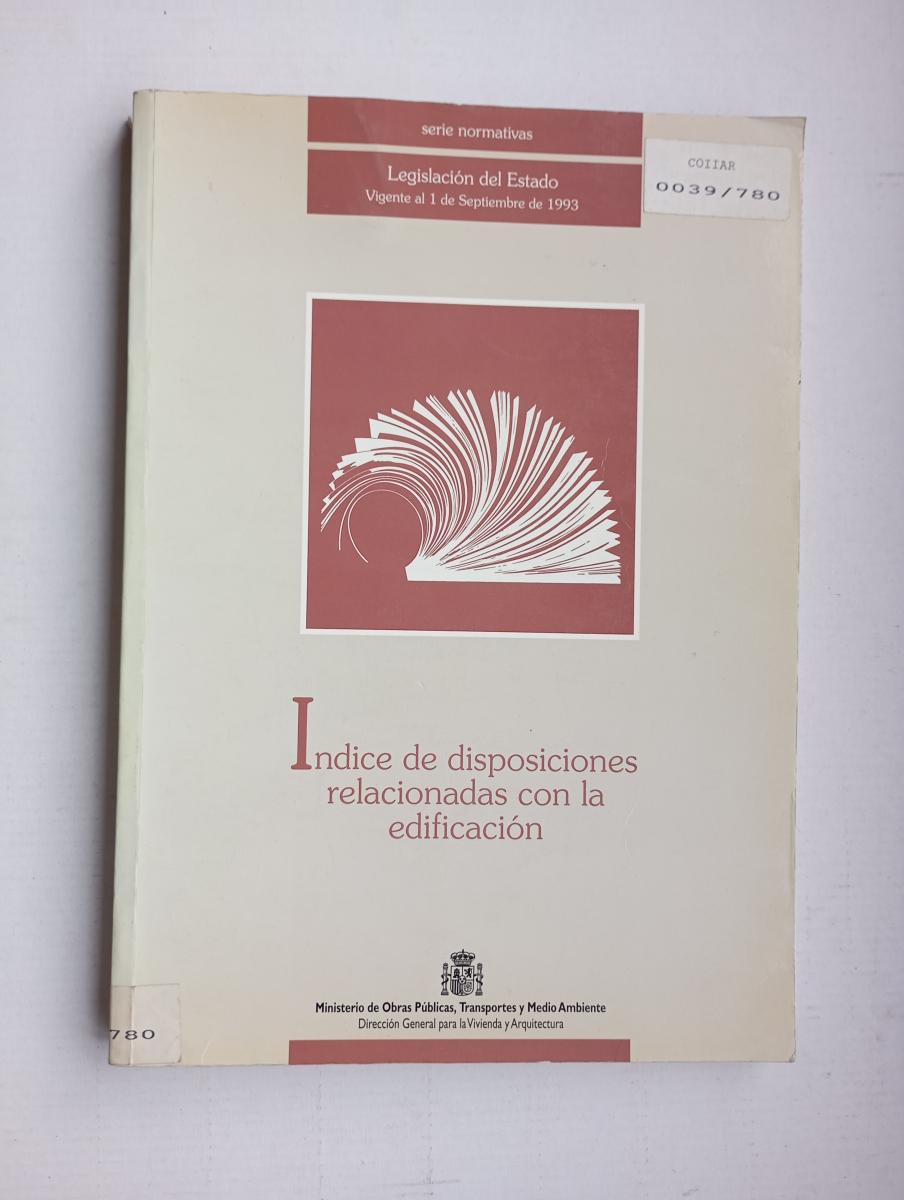 serie normativas
Legislación del Estado
Vigente al 1 de Septiembre de 1993
COIIAR
0039/780
Indice de disposiciones
relacionadas con la
edificación
Ministerio de Obras Públicas, Transportes y Medio Ambiente
Dirección General para la Vivienda y Arquitectura
780